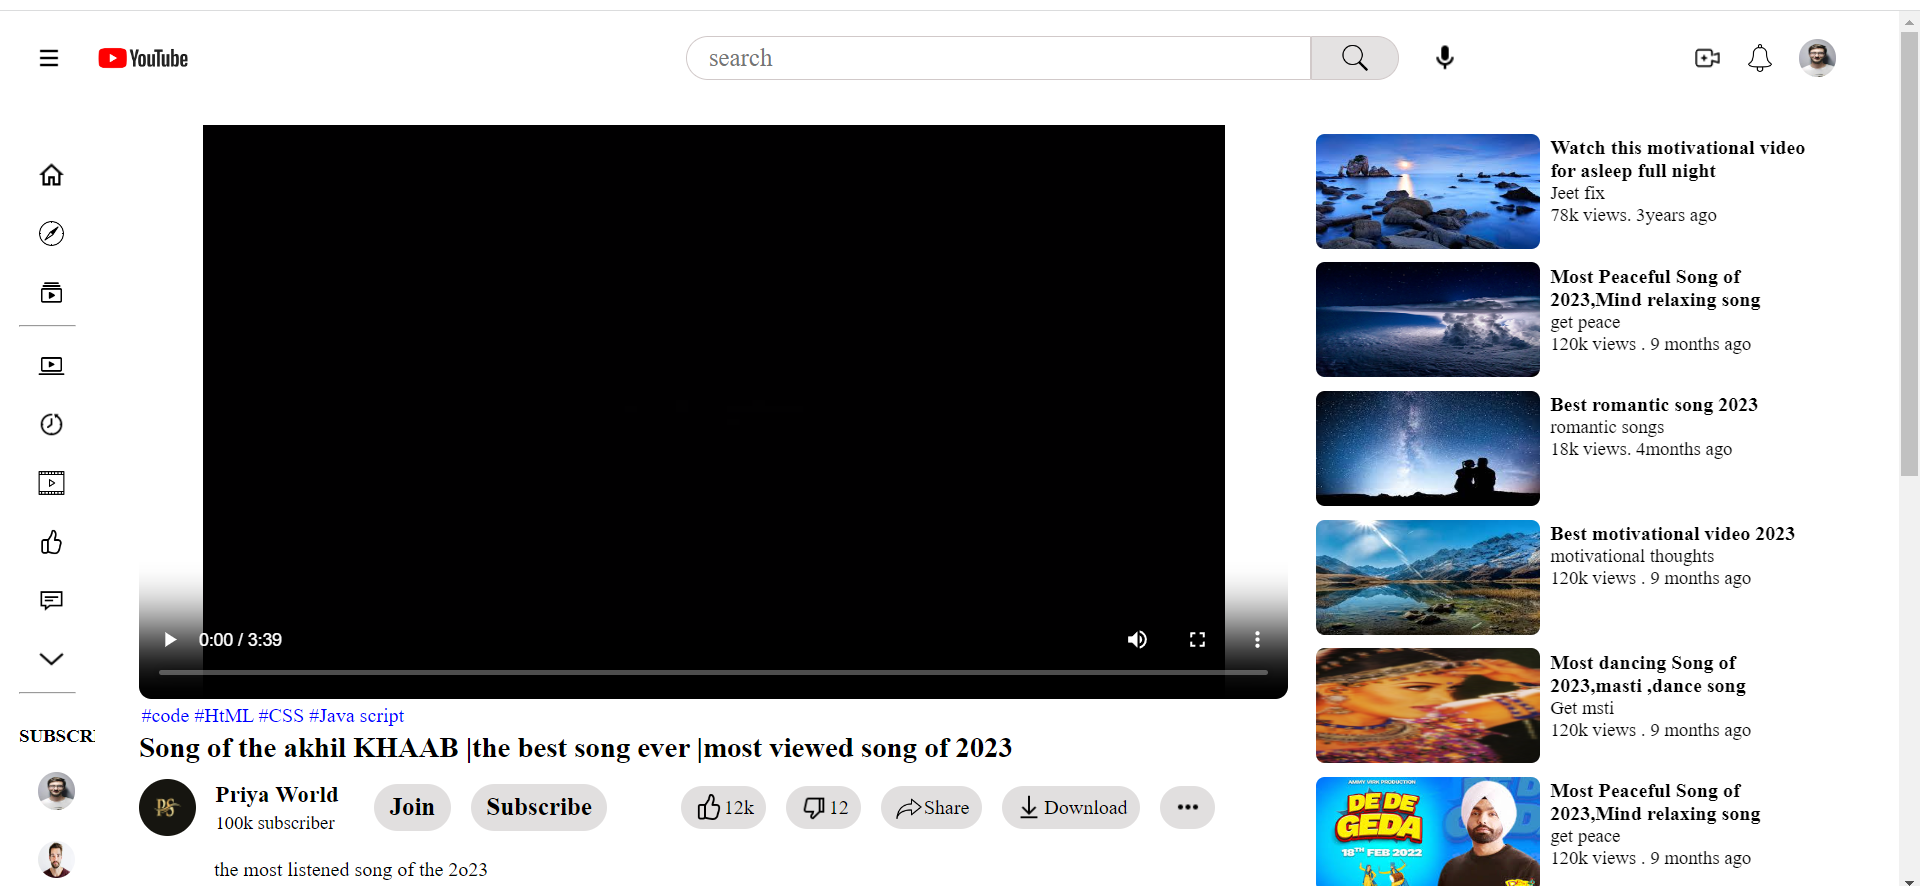 YouTube
search
0:00 / 3:39
#code #HtML #CSS #Java script
Song of the akhil KHAAB |the best song ever |most viewed song of 2023
PS
Priya World
100k subscriber
Join
Subscribe
12k
12
Share
Download
the most listened song of the 2o23
SUBSCRI
Watch this motivational video
for asleep full night
Jeet fix
78k views. 3years ago
Most Peaceful Song of
2023,Mind relaxing song
get peace
120k views . 9 months ago
Best romantic song 2023
romantic songs
18k views. 4months ago
Best motivational video 2023
motivational thoughts
120k views . 9 months ago
Most dancing Song of
2023,masti ,dance song
Get msti
120k views . 9 months ago
AMMY VIRK PRODUCTION
DE DE
GEDA
18TH FEB 2022
Most Peaceful Song of
2023,Mind relaxing song
get peace
120k views . 9 months ago